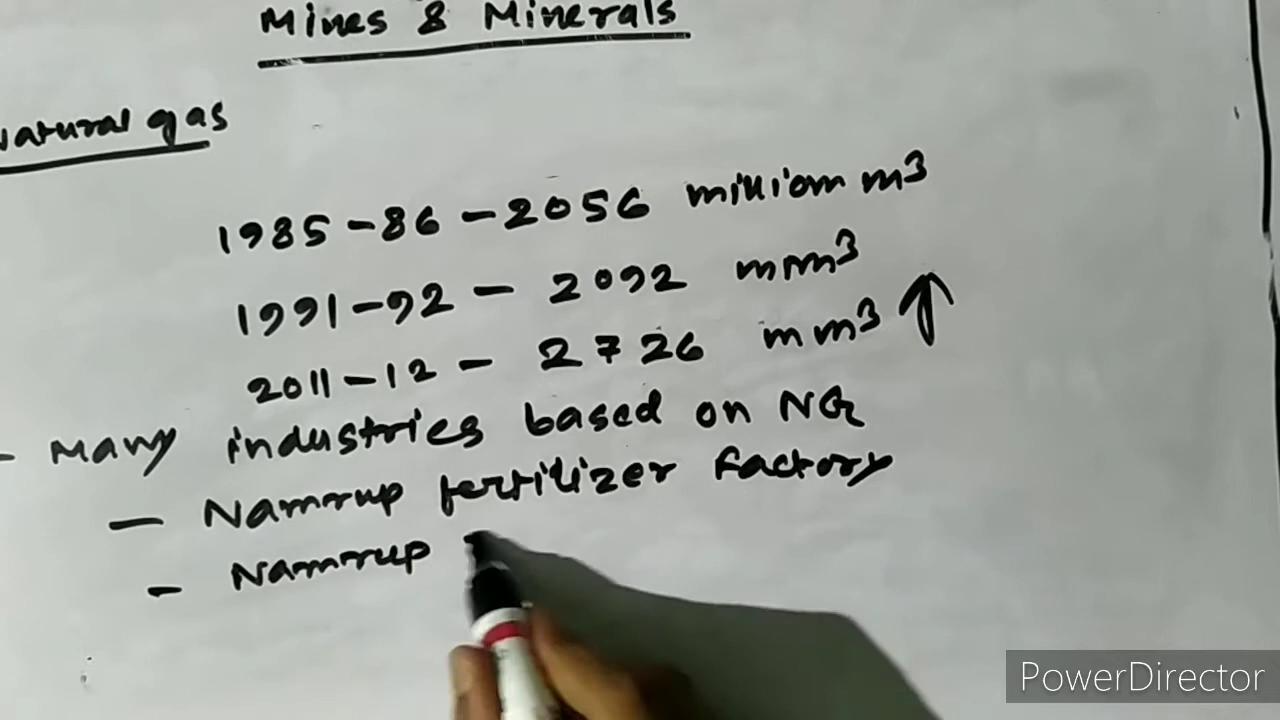 Mines & Minerals
Natural gas
1985-86-2056 million m³
1991-92 - 2092 mm³
2011-12 - 2726 mm³ ↑
- Many industries based on NG
- Namrup fertilizer Factory
- Namrup
PowerDirector